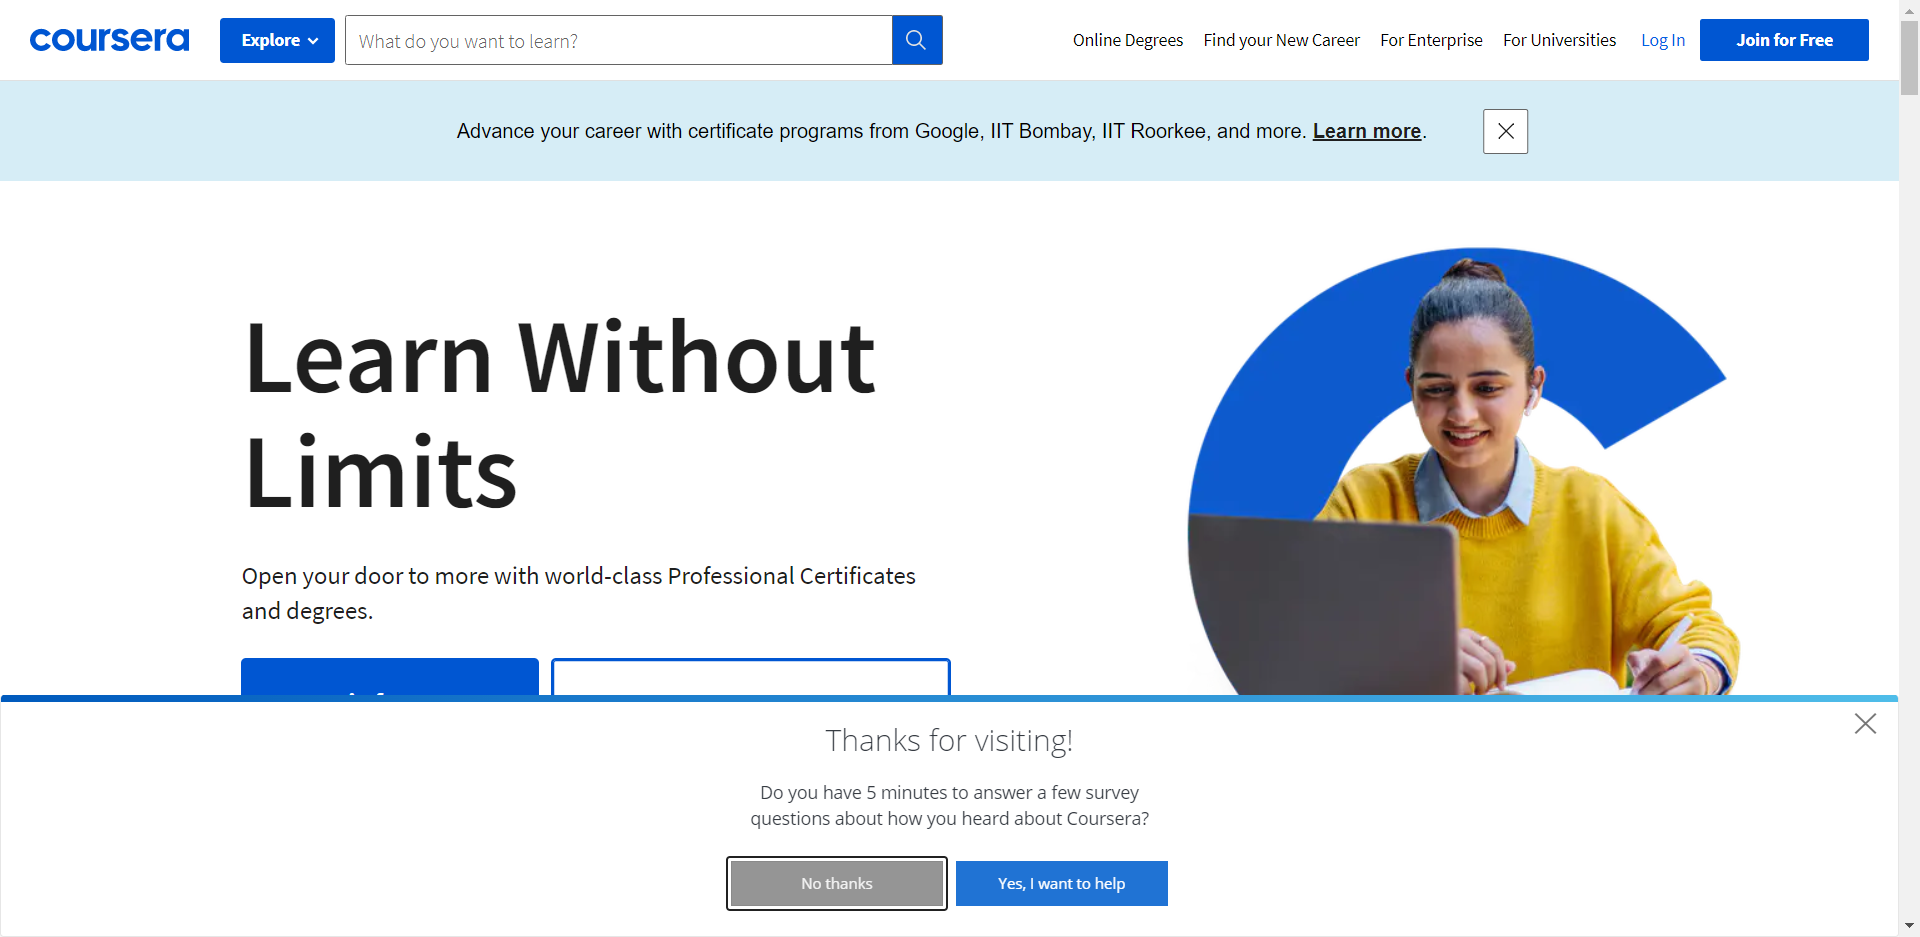 coursera
Explore
What do you want to learn?
Online Degrees
Find your New Career
For Enterprise
For Universities
Log In
Join for Free
Advance your career with certificate programs from Google, IIT Bombay, IIT Roorkee, and more. Learn more.
Learn Without
Limits
Open your door to more with world-class Professional Certificates
and degrees.
Thanks for visiting!
Do you have 5 minutes to answer a few survey
questions about how you heard about Coursera?
No thanks
Yes, I want to help